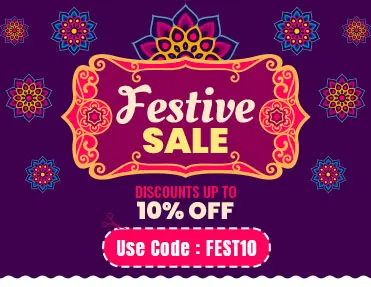 Festive
SALE
DISCOUNTS UP TO
10% OFF
Use Code : FEST10